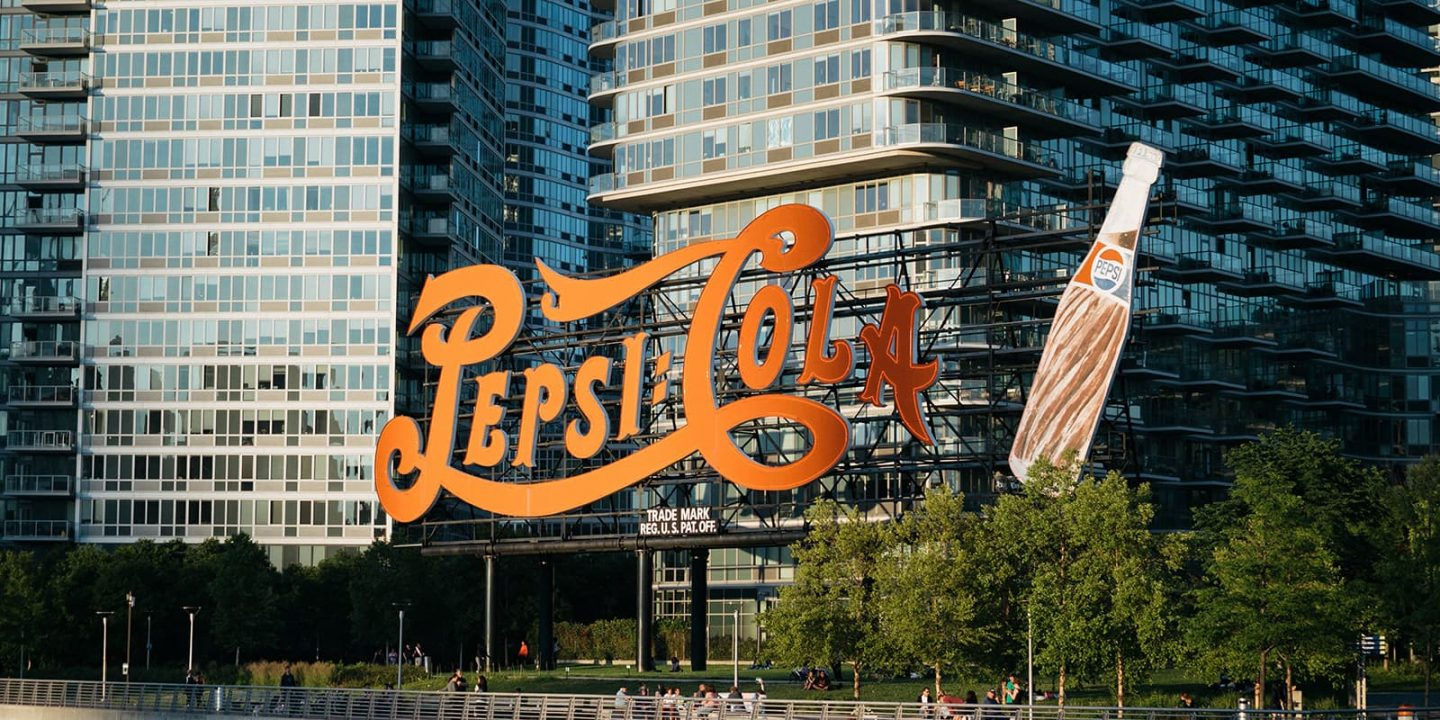 PEPSI=COLA
PEPSI
TRADE MARK
REG. U.S. PAT. OFF.